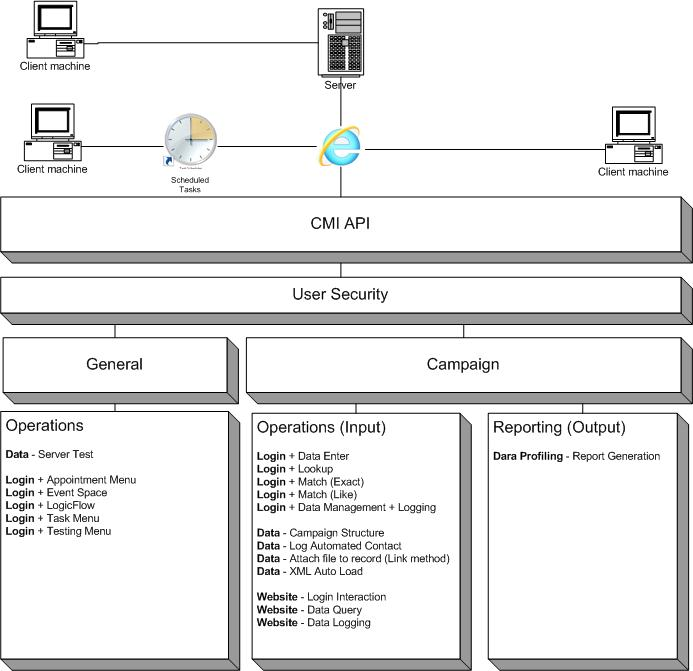 Client machine
Server
Client machine
Scheduled
Tasks
Client machine
CMI API
User Security
General
Campaign
Operations
Data - Server Test
Login + Appointment Menu
Login + Event Space
Login + LogicFlow
Login + Task Menu
Login + Testing Menu
Operations (Input)
Login + Data Enter
Login + Lookup
Login + Match (Exact)
Login + Match (Like)
Login + Data Management + Logging
Data - Campaign Structure
Data - Log Automated Contact
Data - Attach file to record (Link method)
Data - XML Auto Load
Website - Login Interaction
Website - Data Query
Website - Data Logging
Reporting (Output)
Dara Profiling - Report Generation